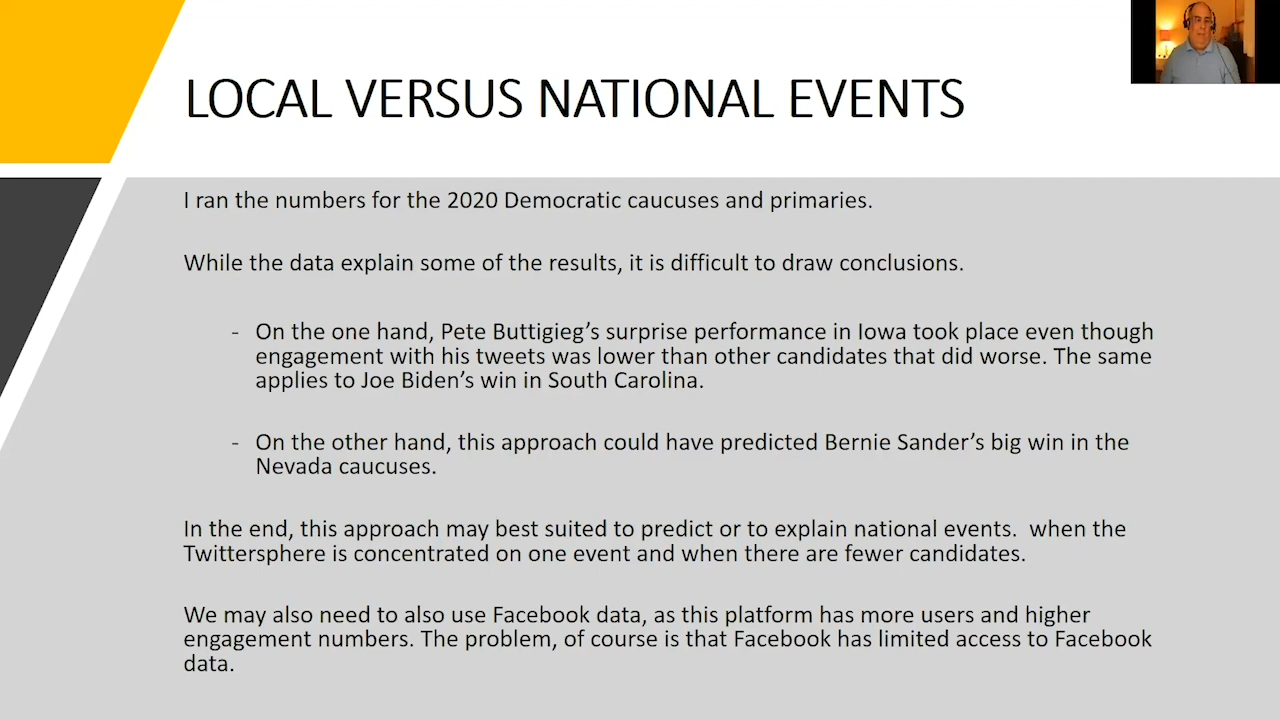 LOCAL VERSUS NATIONAL EVENTS
I ran the numbers for the 2020 Democratic caucuses and primaries.
While the data explain some of the results, it is difficult to draw conclusions.
- On the one hand, Pete Buttigieg’s surprise performance in Iowa took place even though
engagement with his tweets was lower than other candidates that did worse. The same
applies to Joe Biden’s win in South Carolina.
- On the other hand, this approach could have predicted Bernie Sander’s big win in the
Nevada caucuses.
In the end, this approach may best suited to predict or to explain national events.  when the
Twittersphere is concentrated on one event and when there are fewer candidates.
We may also need to also use Facebook data, as this platform has more users and higher
engagement numbers. The problem, of course is that Facebook has limited access to Facebook
data.